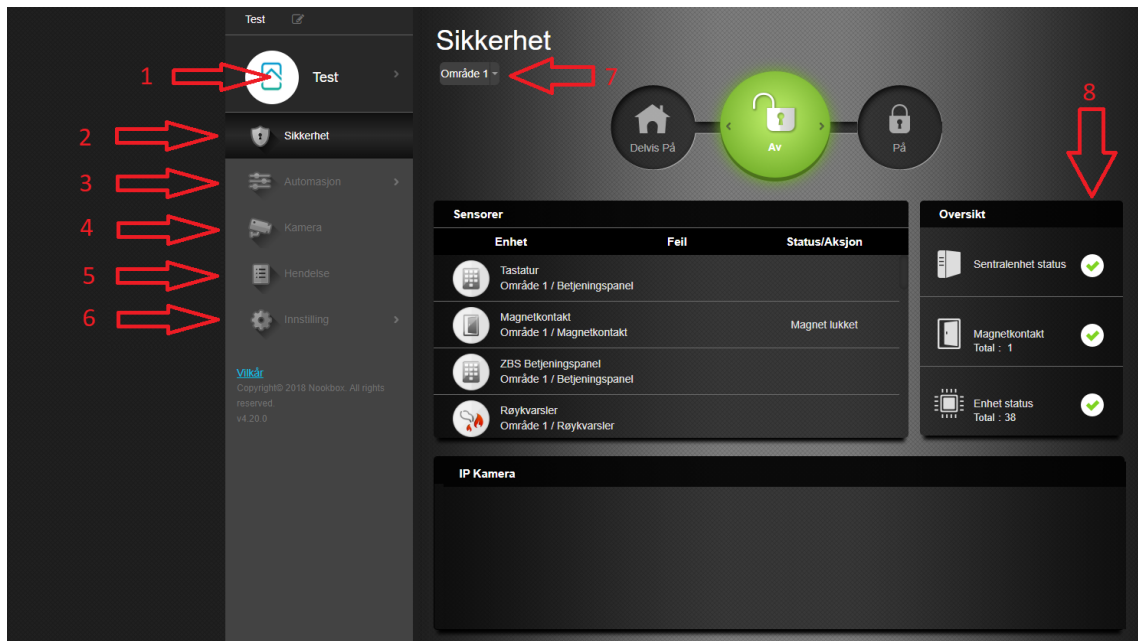 Test
1
Test
2
Sikkerhet
3
Automasjon
4
Kamera
5
Hendelse
6
Innstilling
Vilkår
Copyright© 2018 Nookbox. All rights
reserved
v4.20.0
Sikkerhet
Område 1
7
8
Delvis På
Av
På
Sensorer
Enhet Feil Status/Aksjon
Tastatur
Område 1 / Betjeningspanel
Magnetkontakt
Område 1 / Magnetkontakt
Magnet lukket
ZBS Betjeningspanel
Område 1 / Betjeningspanel
Røykvarsler
Område 1 / Røykvarsler
Oversikt
Sentralenhet status
Magnetkontakt
Total : 1
Enhet status
Total : 38
IP Kamera